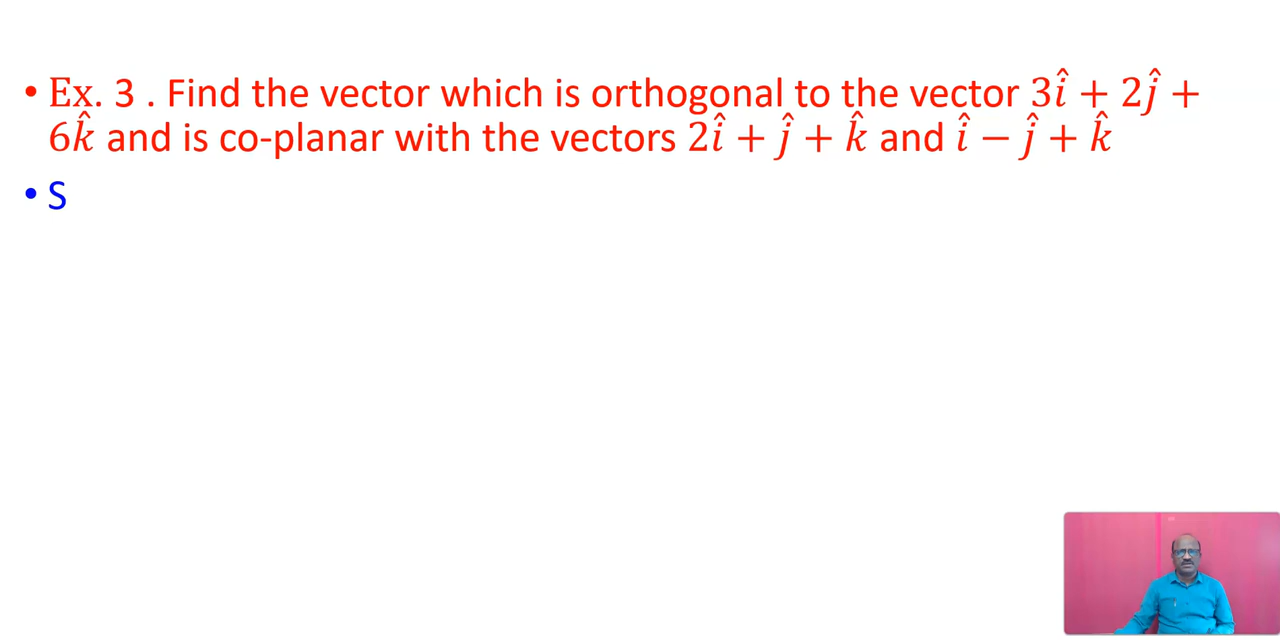 • Ex. 3 . Find the vector which is orthogonal to the vector 3î + 2ĵ +
6k̂ and is co-planar with the vectors 2î + ĵ + k̂ and î − ĵ + k̂
• S